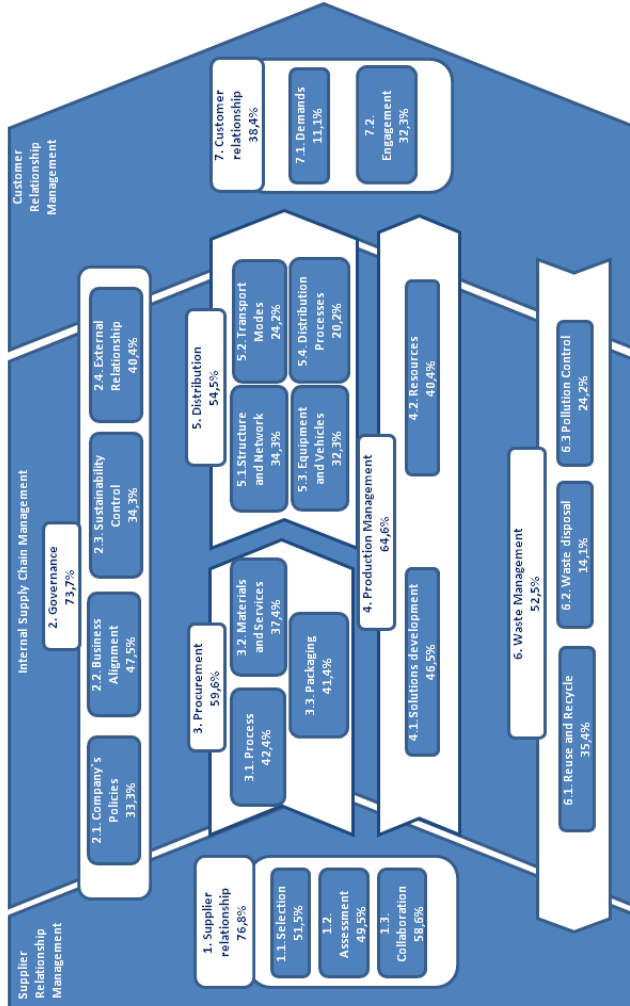 Supplier
Relationship
Management
Internal Supply Chain Management
Customer
Relationship
Management
1. Supplier
relationship
76,8%
1.1. Selection
51,5%
1.2.
Assessment
49,5%
1.3.
Collaboration
58,6%
2. Governance
73,7%
2.1. Company´s
Policies
33,3%
2.2. Business
Alignment
47,5%
2.3. Sustainability
Control
34,3%
2.4. External
Relationship
40,4%
3. Procurement
59,6%
3.1. Process
42,4%
3.2. Materials
and Services
37,4%
3.3. Packaging
41,4%
5. Distribution
54,5%
5.1.Structure
and Network
34,3%
5.2. Transport
Modes
24,2%
5.3. Equipment
and Vehicles
32,3%
5.4. Distribution
Processes
20,2%
4. Production Management
64,6%
4.1. Solutions development
46,5%
4.2. Resources
40,4%
6. Waste Management
52,5%
6.1. Reuse and Recycle
35,4%
6.2. Waste disposal
14,1%
6.3 Pollution Control
24,2%
7. Customer
relationship
38,4%
7.1. Demands
11,1%
7.2.
Engagement
32,3%